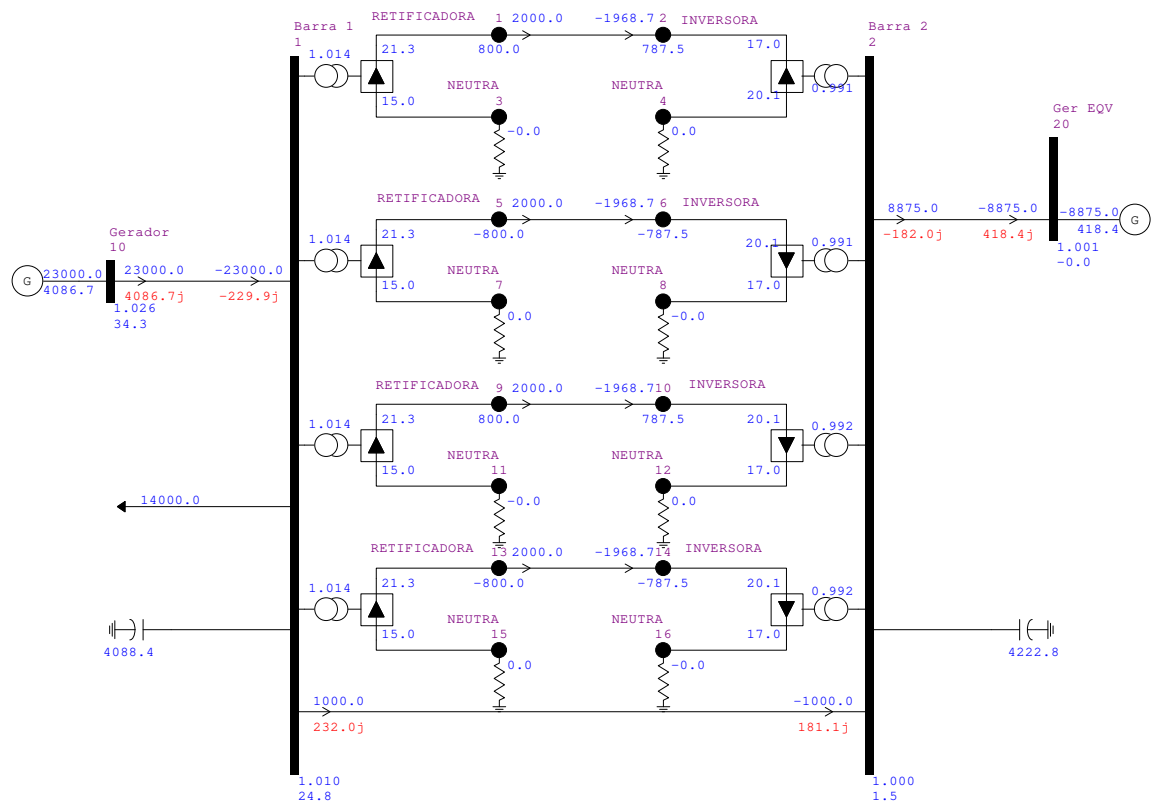 RETIFICADORA 1 2000.0 -1968.7 2 INVERSORA
Barra 1
1
Barra 2
2
1.014 21.3 800.0 787.5 17.0
0.991
15.0 NEUTRA NEUTRA 20.1
3 4
-0.0 0.0
Ger EQV
20
RETIFICADORA 5 2000.0 -1968.7 6 INVERSORA
8875.0 -8875.0 -8875.0 G
-182.0j 418.4j 418.4
1.001
-0.0
Gerador
10
1.014 21.3 -800.0 -787.5 20.1 0.991
G 23000.0 23000.0 -23000.0
4086.7 4086.7j -229.9j
1.026
34.3
15.0 NEUTRA NEUTRA 17.0
7 8
0.0 -0.0
RETIFICADORA 9 2000.0 -1968.7 10 INVERSORA
1.014 21.3 800.0 787.5 20.1 0.992
15.0 NEUTRA NEUTRA 17.0
11 12
-0.0 0.0
14000.0
RETIFICADORA 13 2000.0 -1968.7 14 INVERSORA
1.014 21.3 -800.0 -787.5 20.1 0.992
15.0 NEUTRA NEUTRA 17.0
15 16
0.0 -0.0
4088.4 4222.8
1000.0 -1000.0
232.0j 181.1j
1.010 1.000
24.8 1.5